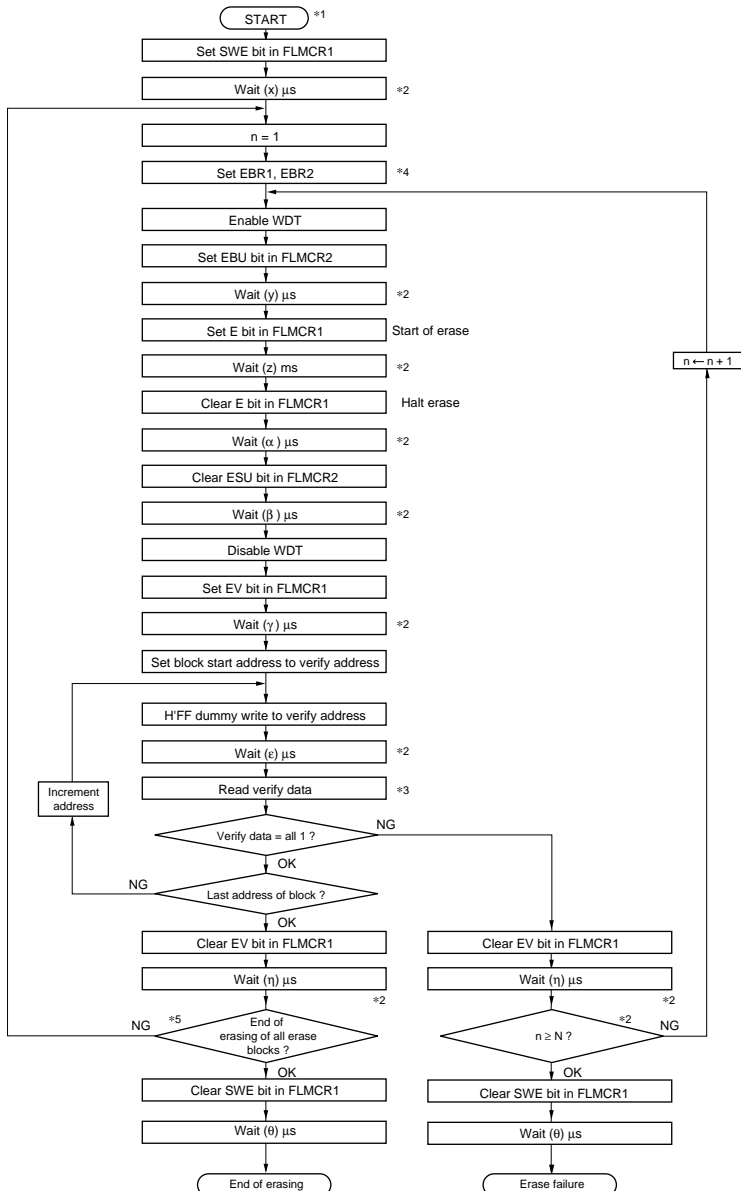 START
*1
Set SWE bit in FLMCR1
Wait (x) μs
*2
n = 1
Set EBR1, EBR2
*4
Enable WDT
Set EBU bit in FLMCR2
Wait (y) μs
*2
Set E bit in FLMCR1
Start of erase
Wait (z) ms
*2
n ← n + 1
Clear E bit in FLMCR1
Halt erase
Wait (α) μs
*2
Clear ESU bit in FLMCR2
Wait (β) μs
*2
Disable WDT
Set EV bit in FLMCR1
Wait (γ) μs
*2
Set block start address to verify address
H'FF dummy write to verify address
Wait (ε) μs
*2
Increment
address
Read verify data
*3
Verify data = all 1 ?
NG
OK
NG
Last address of block ?
OK
Clear EV bit in FLMCR1
Wait (η) μs
*2
NG
*5
End of
erasing of all erase
blocks ?
OK
Clear SWE bit in FLMCR1
Wait (θ) μs
End of erasing
Clear EV bit in FLMCR1
Wait (η) μs
*2
n ≥ N ?
*2
NG
OK
Clear SWE bit in FLMCR1
Wait (θ) μs
Erase failure